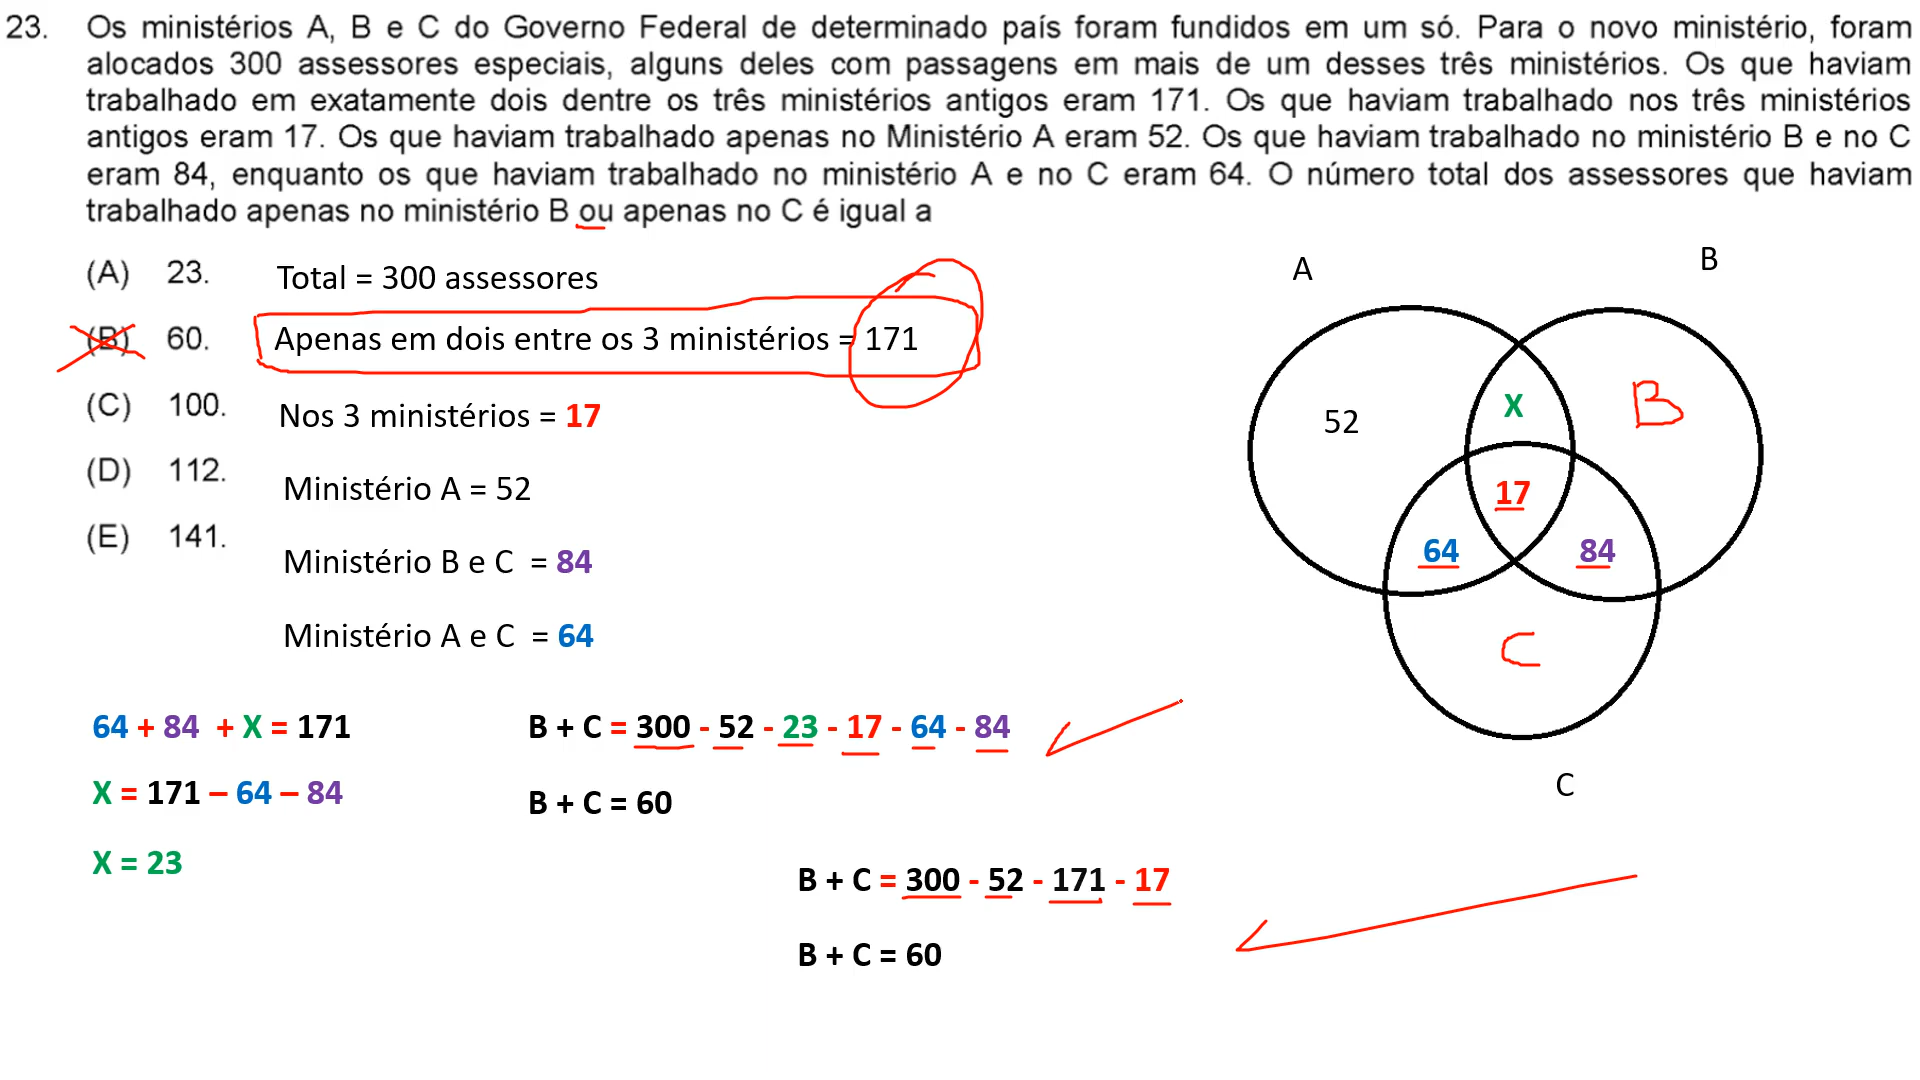 23. Os ministérios A, B e C do Governo Federal de determinado país foram fundidos em um só. Para o novo ministério, foram
alocados 300 assessores especiais, alguns deles com passagens em mais de um desses três ministérios. Os que haviam
trabalhado em exatamente dois dentre os três ministérios antigos eram 171. Os que haviam trabalhado nos três ministérios
antigos eram 17. Os que haviam trabalhado apenas no Ministério A eram 52. Os que haviam trabalhado no ministério B e no C
eram 84, enquanto os que haviam trabalhado no ministério A e no C eram 64. O número total dos assessores que haviam
trabalhado apenas no ministério B ou apenas no C é igual a
(A) 23.
(B) 60.
(C) 100.
(D) 112.
(E) 141.
Total = 300 assessores
Apenas em dois entre os 3 ministérios = 171
Nos 3 ministérios = 17
Ministério A = 52
Ministério B e C = 84
Ministério A e C = 64
A
B
52
X
B
17
64
84
C
C
64 + 84 + X = 171
X = 171 – 64 – 84
X = 23
B + C = 300 - 52 - 23 - 17 - 64 - 84
B + C = 60
B + C = 300 - 52 - 171 - 17
B + C = 60